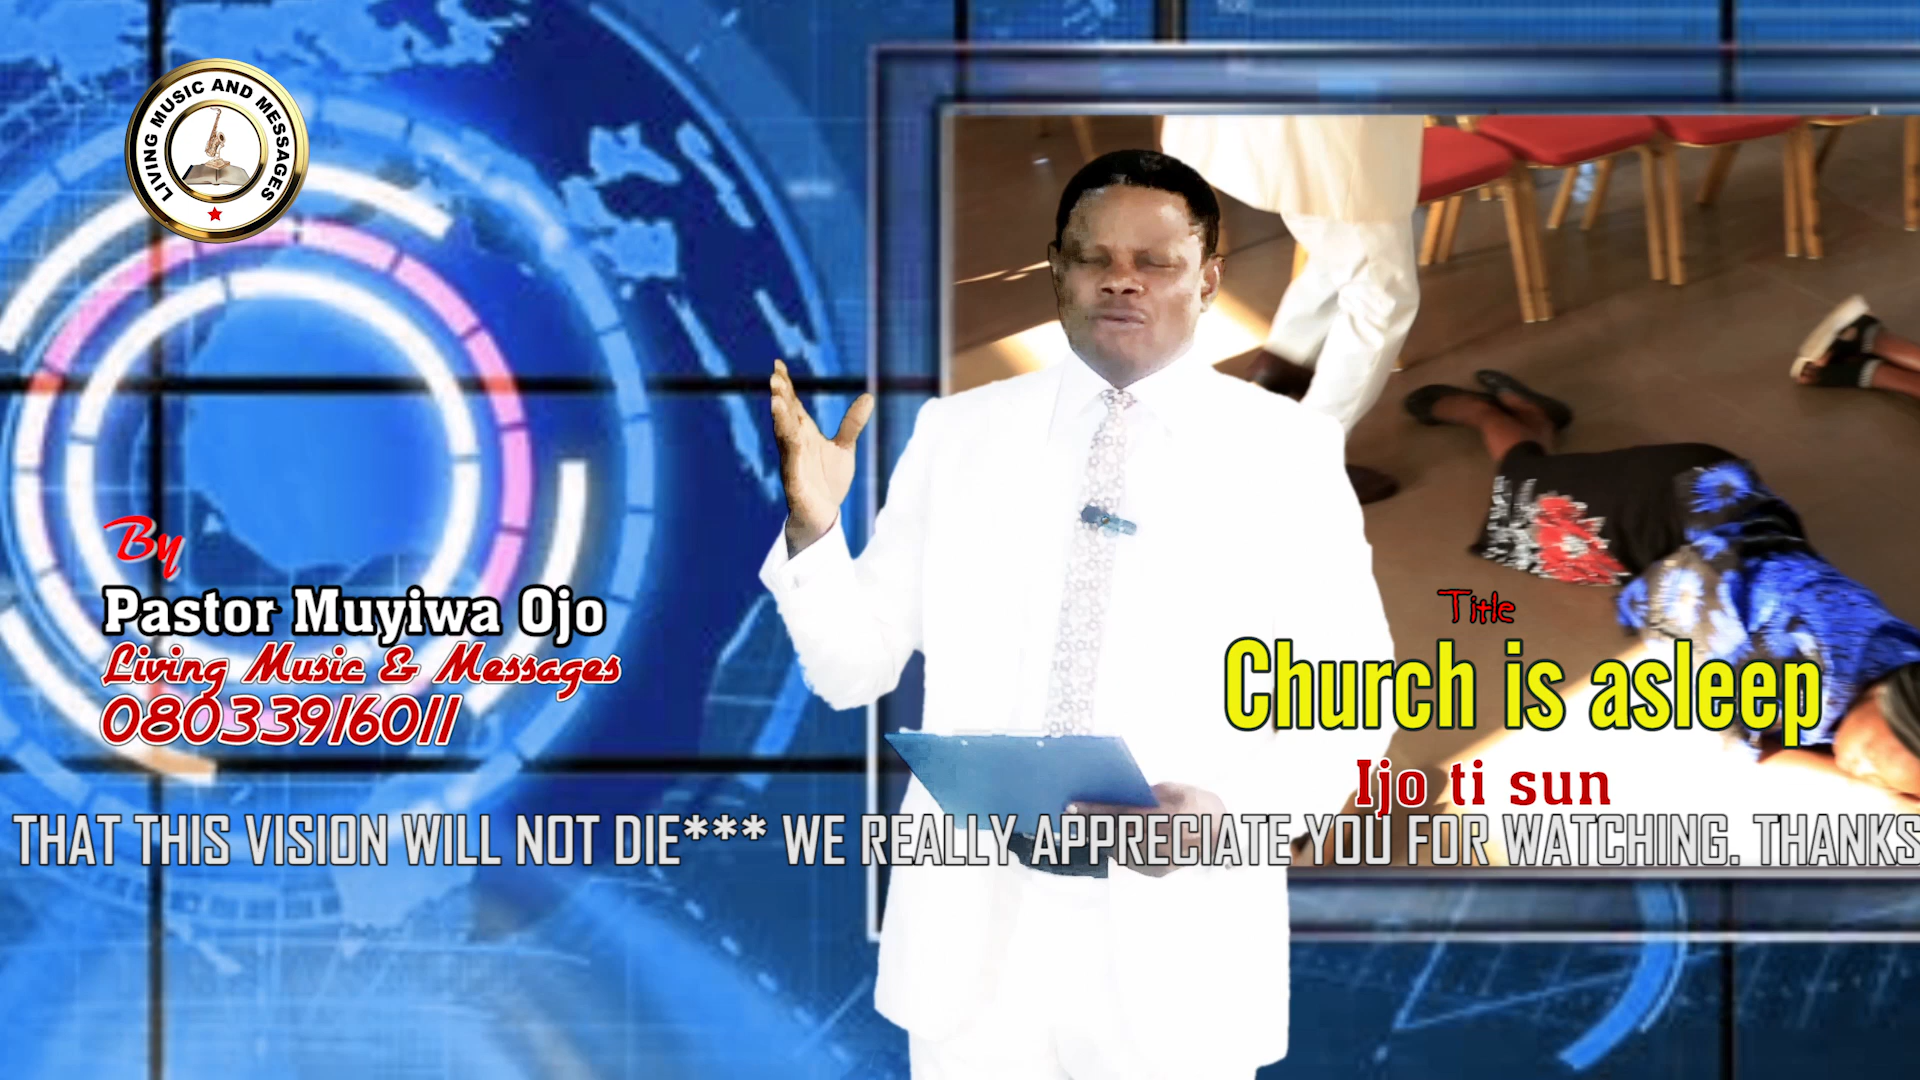 LIVING MUSIC AND MESSAGES
By
Pastor Muyiwa Ojo
Living Music & Messages
08033916011
Title
Church is asleep
Ijo ti sun
THAT THIS VISION WILL NOT DIE*** WE REALLY APPRECIATE YOU FOR WATCHING. THANKS